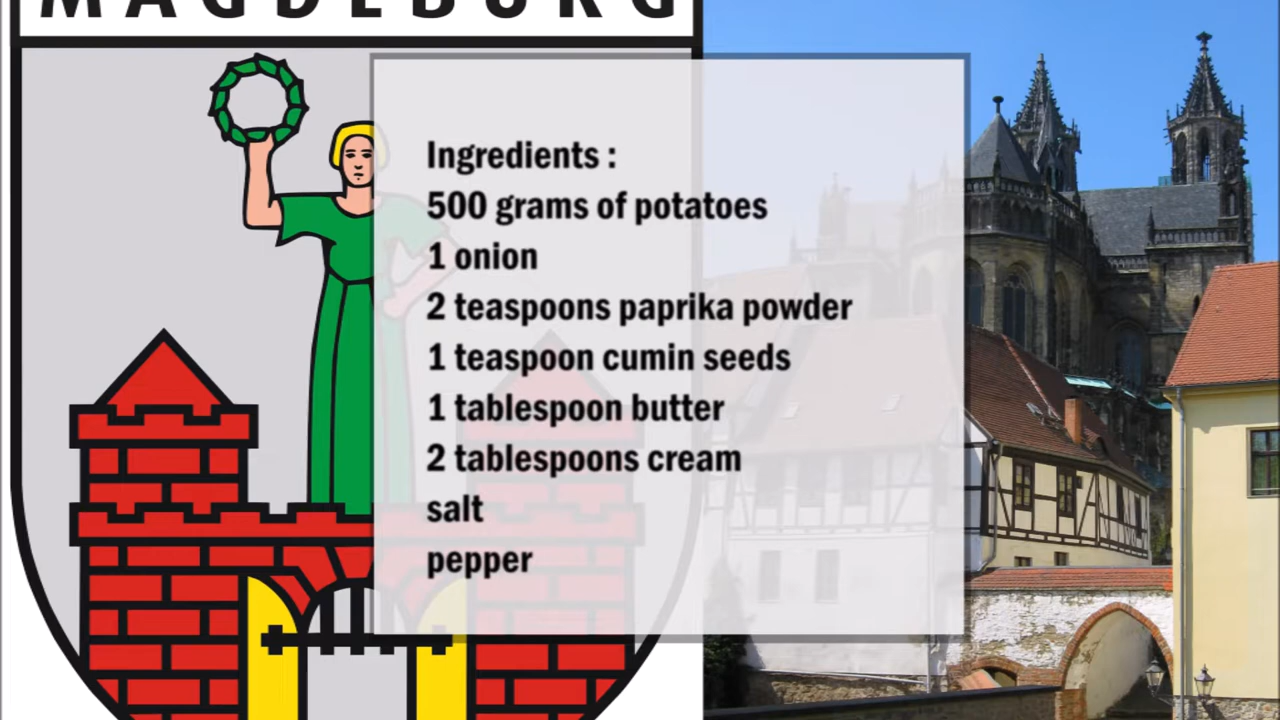 MAGDEBURG
Ingredients :
500 grams of potatoes
1 onion
2 teaspoons paprika powder
1 teaspoon cumin seeds
1 tablespoon butter
2 tablespoons cream
salt
pepper